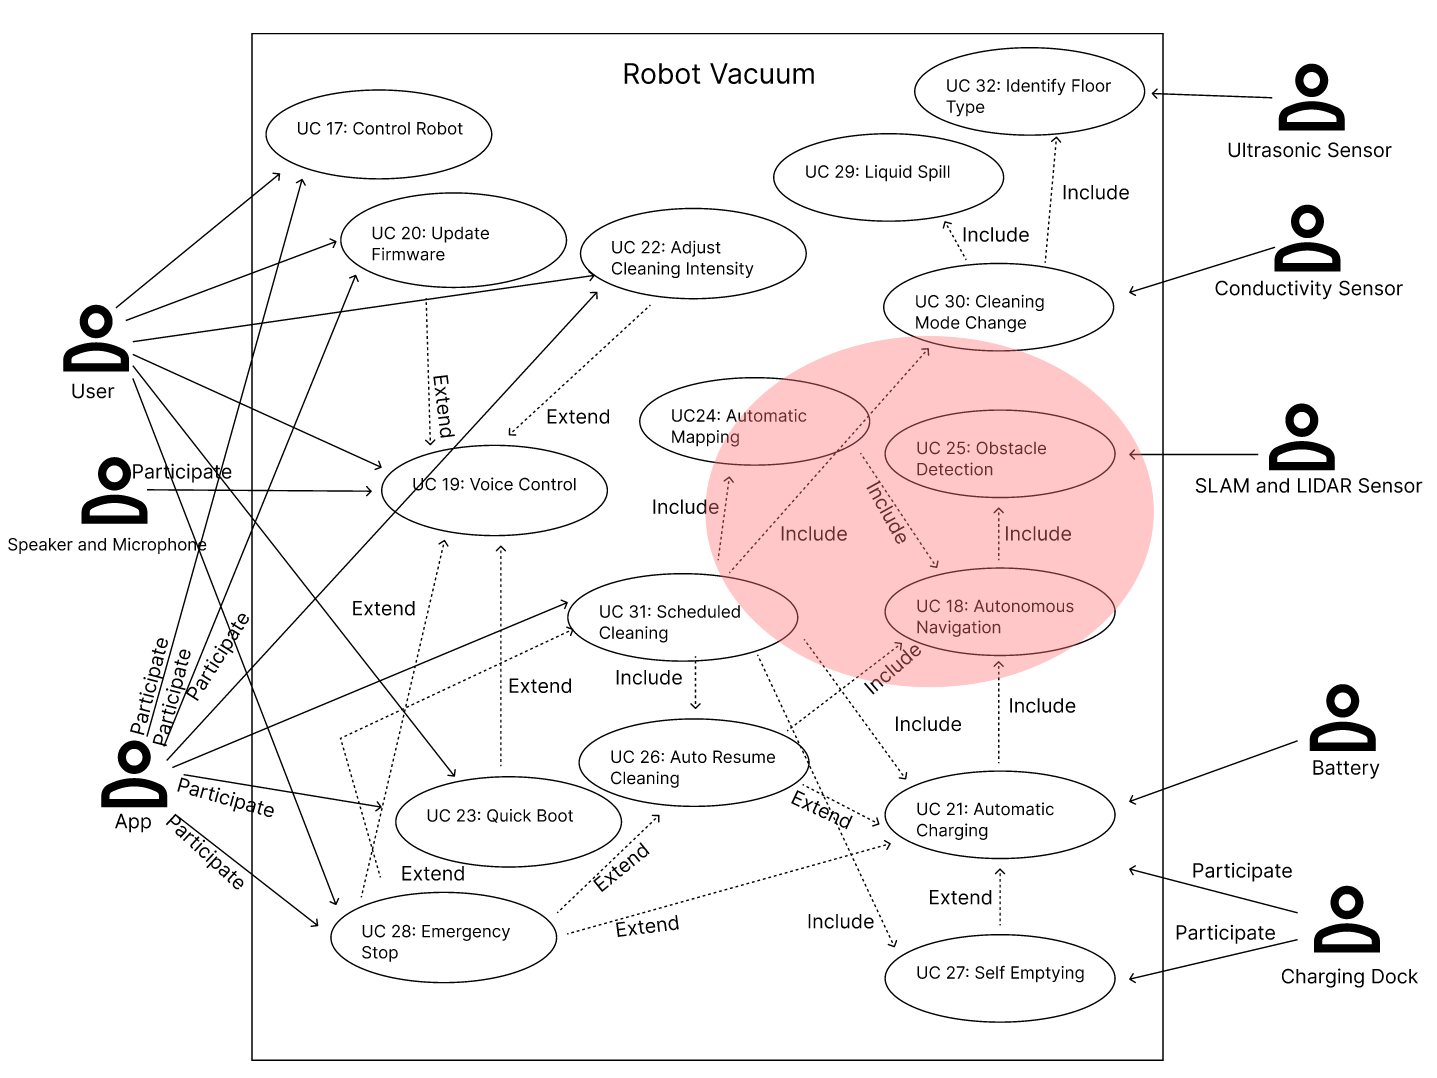 Robot Vacuum
UC 32: Identify Floor
Type
Ultrasonic Sensor
UC 17: Control Robot
UC 29: Liquid Spill
Include
UC 20: Update
Firmware
UC 22: Adjust
Cleaning Intensity
Include
Conductivity Sensor
UC 30: Cleaning
Mode Change
User
Extend
Extend
UC24: Automatic
Mapping
UC 25: Obstacle
Detection
SLAM and LIDAR Sensor
Participate
UC 19: Voice Control
Include
Include
Include
Include
Speaker and Microphone
Extend
UC 31: Scheduled
Cleaning
UC 18: Autonomous
Navigation
Participate
Participate
Participate
Include
Extend
Include
Include
Include
UC 26: Auto Resume
Cleaning
Battery
App
Participate
Participate
UC 23: Quick Boot
Extend
UC 21: Automatic
Charging
Extend
Extend
Participate
Extend
Include
Extend
UC 28: Emergency
Stop
Participate
UC 27: Self Emptying
Charging Dock